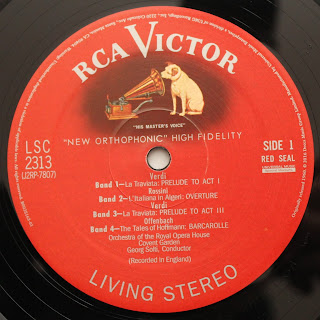 RCA VICTOR
"HIS MASTER'S VOICE"
"NEW ORTHOPHONIC" HIGH FIDELITY
LSC
2313
(J2RP-7807)
SIDE 1
RED SEAL
Verdi
Band 1—La Traviata: PRELUDE TO ACT I
Rossini
Band 2—L'Italiana in Algeri: OVERTURE
Verdi
Band 3—La Traviata: PRELUDE TO ACT III
Offenbach
Band 4—The Tales of Hoffmann: BARCAROLLE
Orchestra of the Royal Opera House
Covent Garden
Georg Solti, Conductor
(Recorded in England)
LIVING STEREO